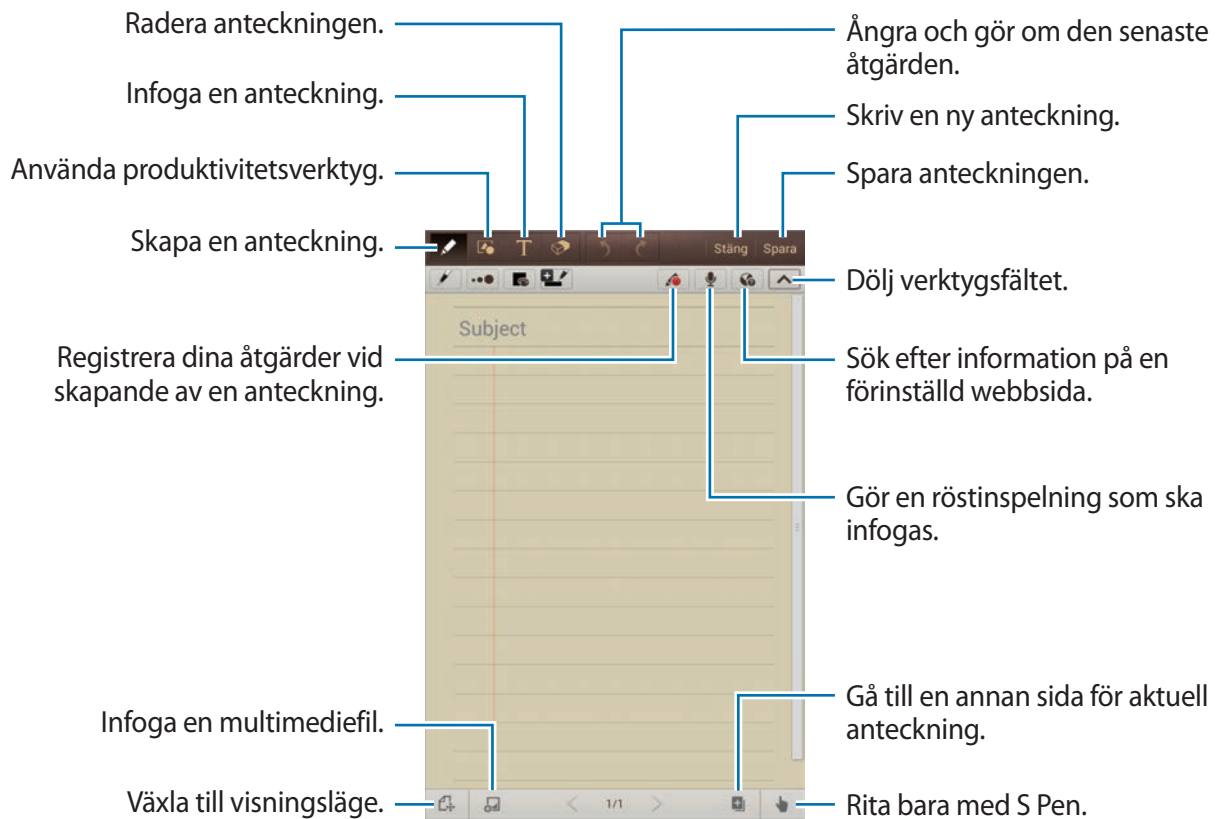 Radera anteckningen.
Infoga en anteckning.
Använda produktivitetsverktyg.
Skapa en anteckning.
Registrera dina åtgärder vid
skapande av en anteckning.
Infoga en multimediefil.
Växla till visningsläge.
T
Stäng Spara
Subject
1/1
Ångra och gör om den senaste
åtgärden.
Skriv en ny anteckning.
Spara anteckningen.
Dölj verktygsfältet.
Sök efter information på en
förinställd webbsida.
Gör en röstinspelning som ska
infogas.
Gå till en annan sida för aktuell
anteckning.
Rita bara med S Pen.